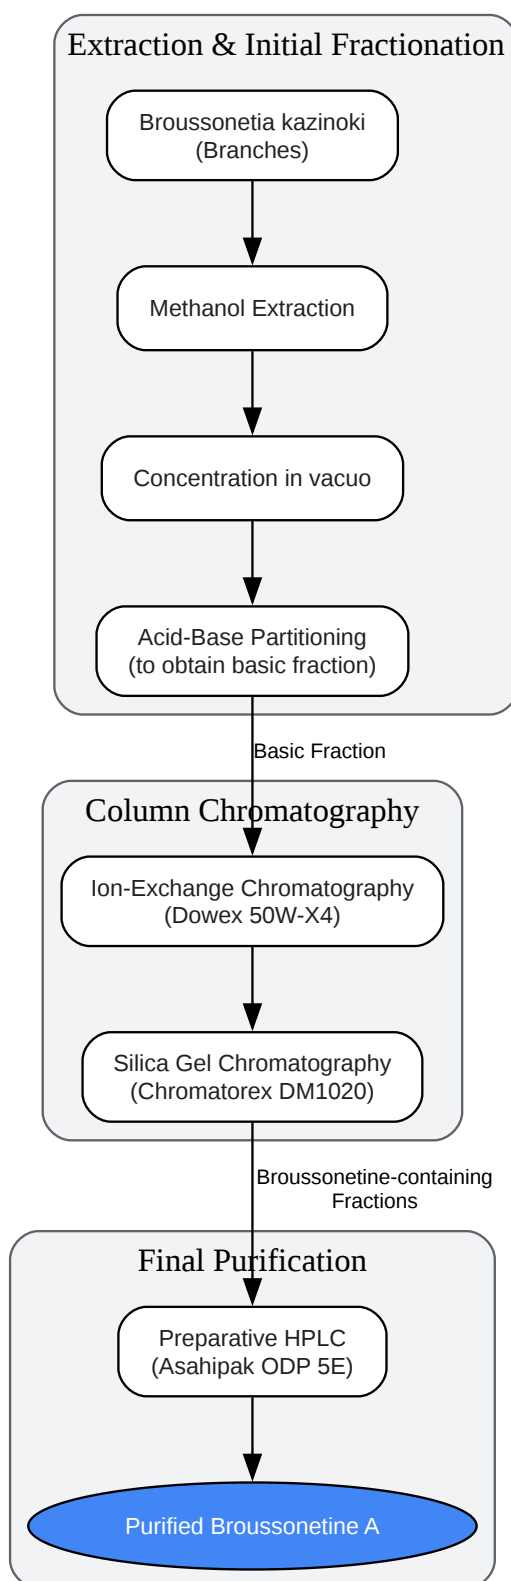 Extraction & Initial Fractionation
Broussonetia kazinoki
(Branches)
Methanol Extraction
Concentration in vacuo
Acid-Base Partitioning
(to obtain basic fraction)
Basic Fraction
Column Chromatography
Ion-Exchange Chromatography
(Dowex 50W-X4)
Silica Gel Chromatography
(Chromatorex DM1020)
Broussonetine-containing
Fractions
Final Purification
Preparative HPLC
(Asahipak ODP 5E)
Purified Broussonetine A